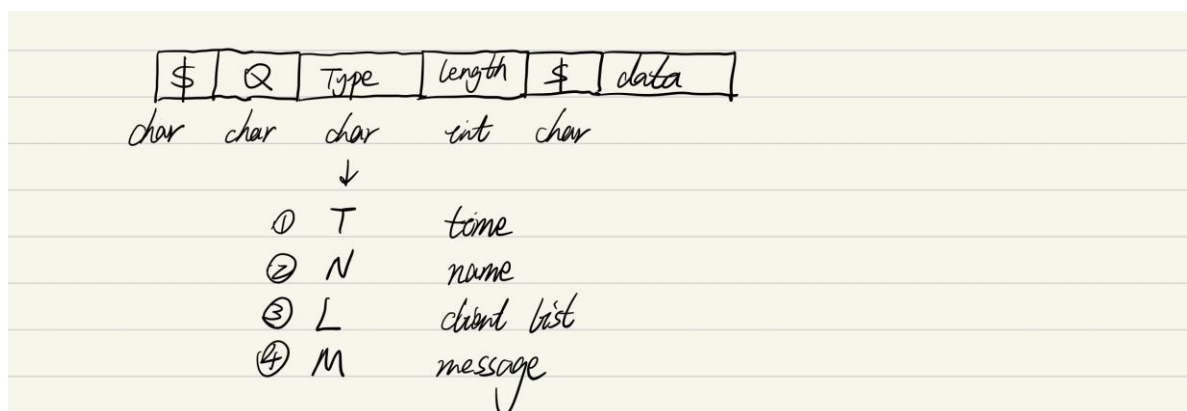 $ Q Type length $ data
char char char int char
↓
① T time
② N name
③ L client list
④ M message